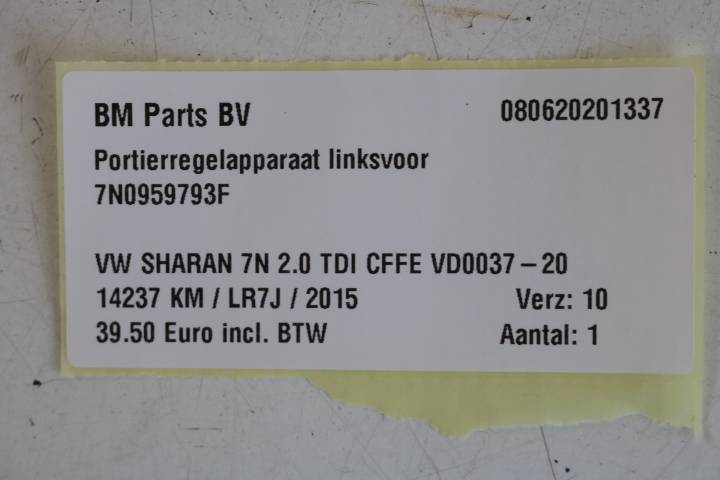 BM Parts BV 080620201337
Portierregelapparaat linksvoor
7N0959793F
VW SHARAN 7N 2.0 TDI CFFE VD0037-20
14237 KM / LR7J / 2015 Verz: 10
39.50 Euro incl. BTW Aantal: 1